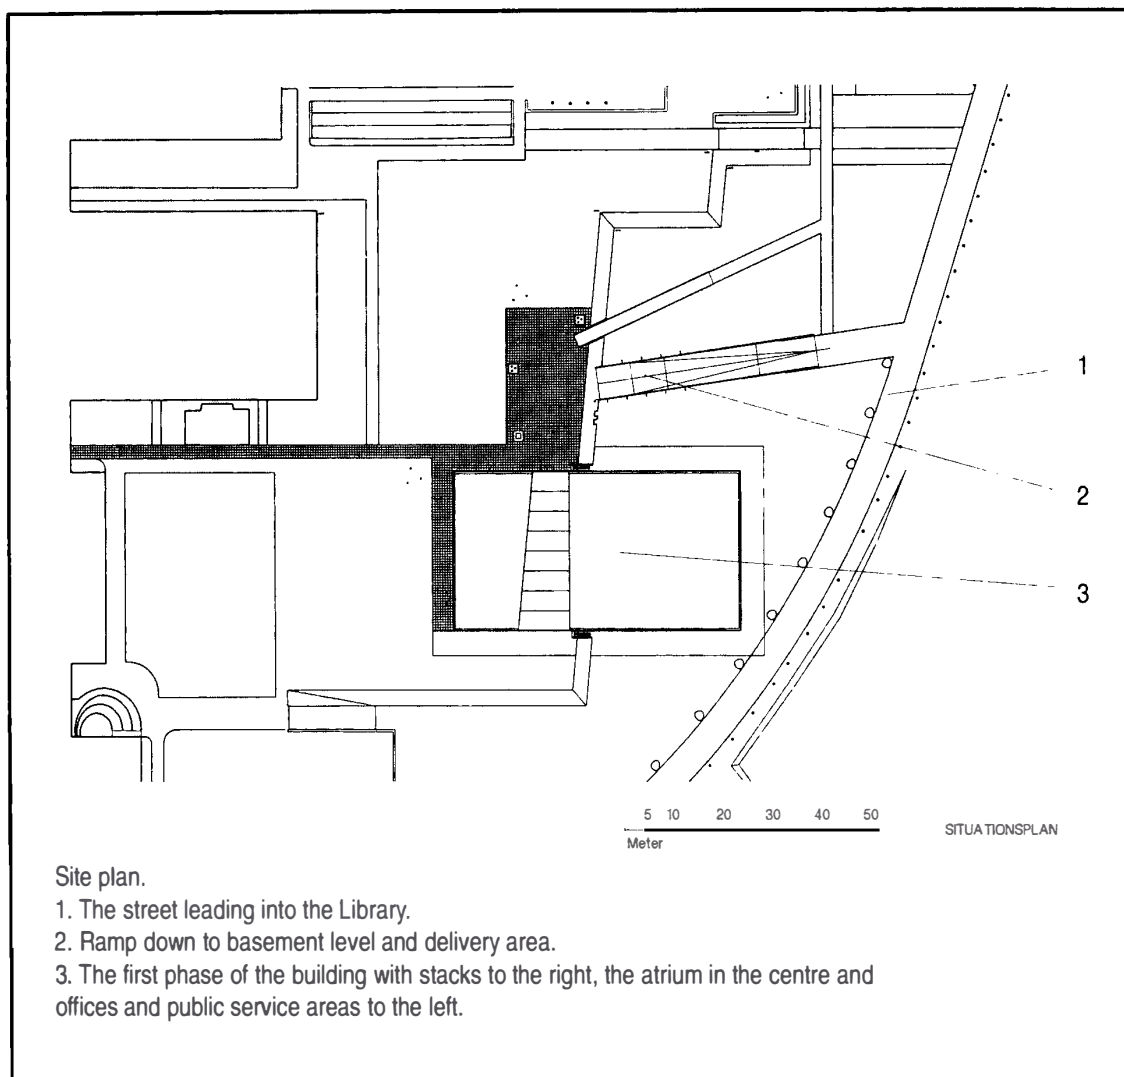 1
2
3
5 10 20 30 40 50
Meter
SITUATIONSPLAN
Site plan.
1. The street leading into the Library.
2. Ramp down to basement level and delivery area.
3. The first phase of the building with stacks to the right, the atrium in the centre and
offices and public service areas to the left.